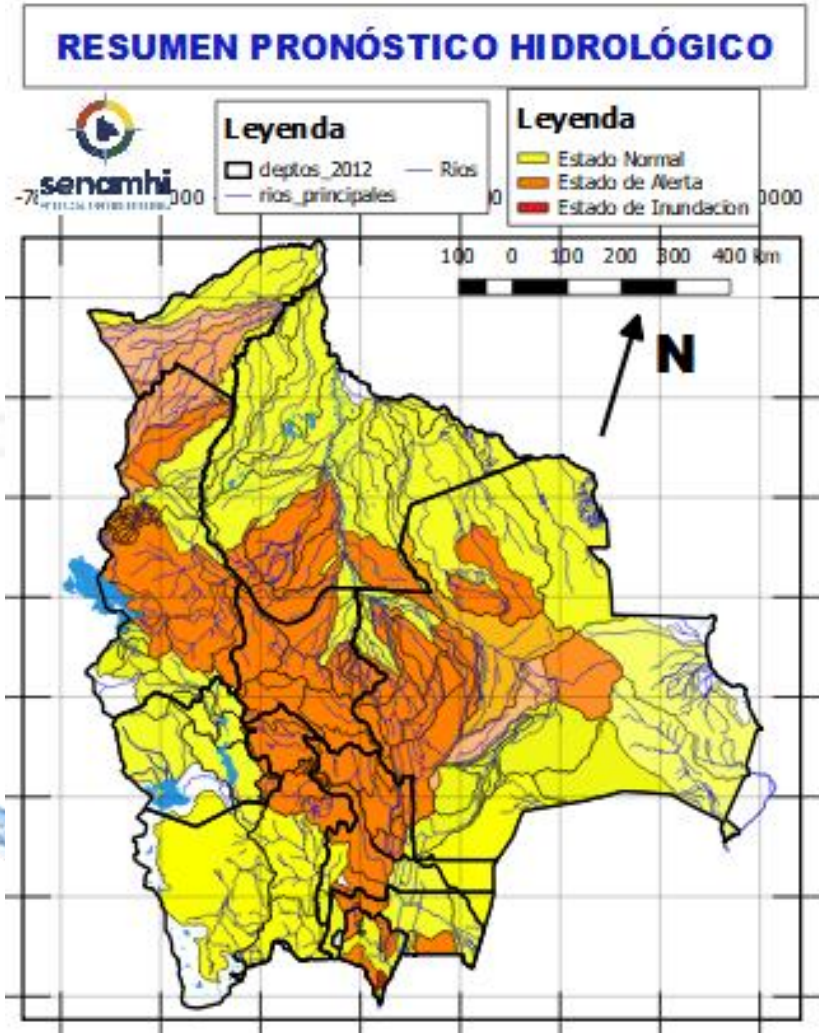 RESUMEN PRONÓSTICO HIDROLÓGICO
senamhi
Leyenda
deptos_2012
Rios
rios_principales
Leyenda
Estado Normal
Estado de Alerta
Estado de Inundacion
100 0 100 200 300 400 km
N